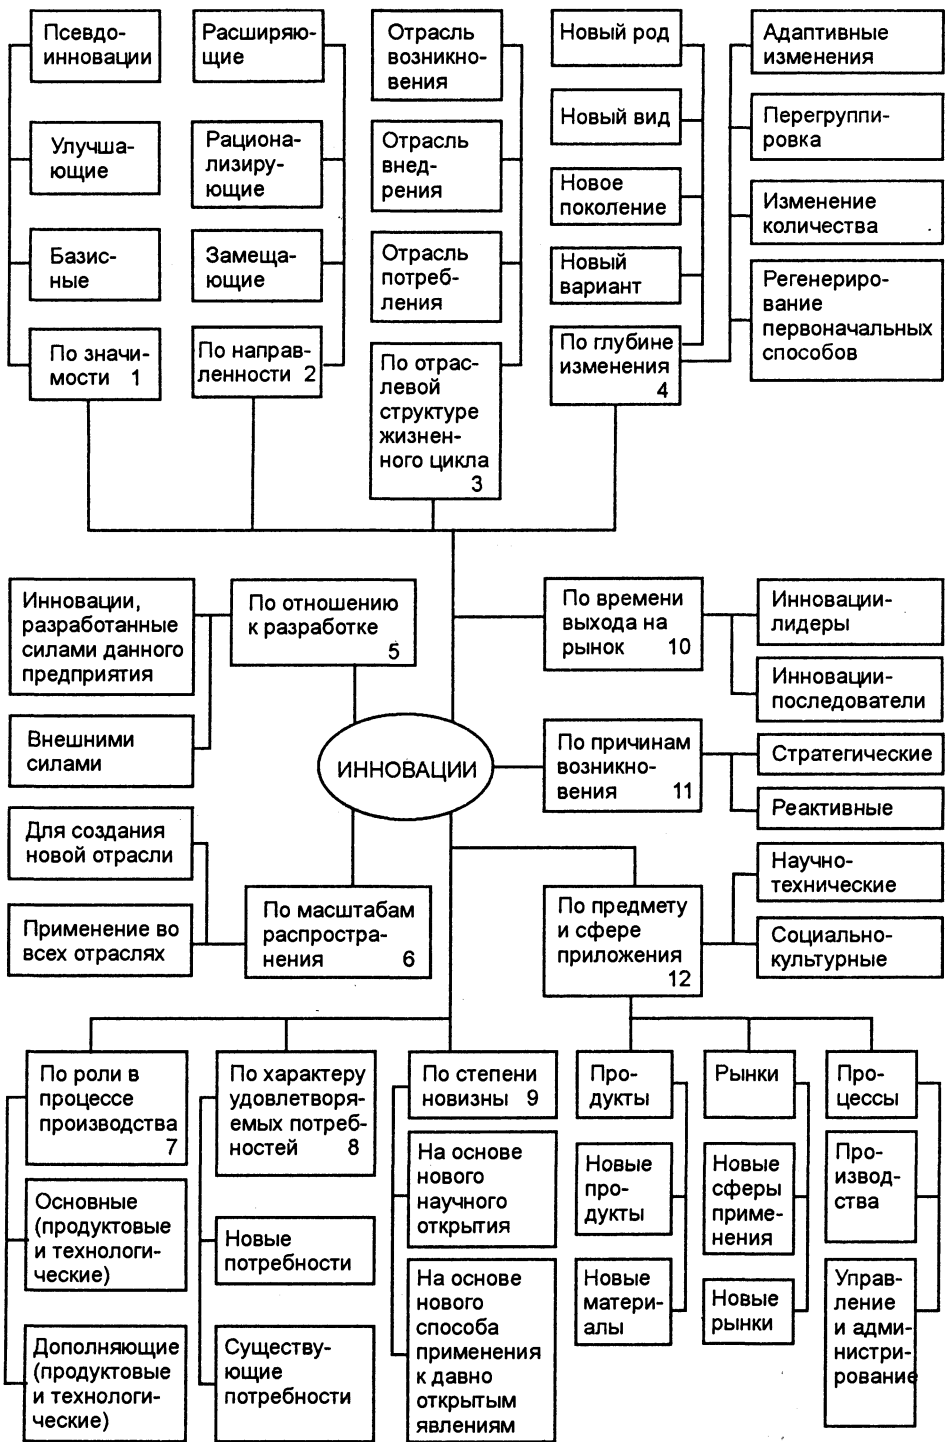 Псевдо-
инновации
Улучша-
ющие
Базис-
ные
По значи-
мости 1
Расширяю-
щие
Рацiона-
лизиру-
ющие
Замеща-
ющие
По направ-
ленности 2
Отрасль
возникно-
вения
Отрасль
внед-
рения
Отрасль
потреб-
ления
По отрас-
левой
структуре
жизнен-
ного цикла
3
Новый род
Новый вид
Новое
поколение
Новый
вариант
По глубине
изменения
4
Адаптивные
изменения
Перегруппи-
ровка
Изменение
количества
Регенериро-
вание
первоначальных
способов
Инновации,
разработанные
силами данного
предприятия
Внешними
силами
По отношению
к разработке
5
По времени
выхода на
рынок 10
Инновации-
лидеры
Инновации-
последователи
ИННОВАЦИИ
По причинам
возникно-
вения 11
Стратегические
Реактивные
Для создания
новой отрасли
Применение во
всех отраслях
По масштабам
распростра-
нения 6
По предмету
и сфере
приложения
12
Научно-
технические
Социально-
культурные
По роли в
процессе
производства
7
Основные
(продуктовые
и технологи-
ческие)
Дополняющие
(продуктовые
и технологи-
ческие)
По характеру
удовлетворя-
емых потреб-
ностей 8
Новые
потребности
Существу-
ющие
потребности
По степени
новизны 9
На основе
нового
научного
открытия
На основе
нового
способа
применения
к давно
открытым
явлениям
Про-
дукты
Новые
про-
дукты
Новые
матери-
алы
Рынки
Новые
сферы
приме-
нения
Новые
рынки
Про-
цессы
Про-
извод-
ства
Управ-
ление
и адми-
нистри-
рование